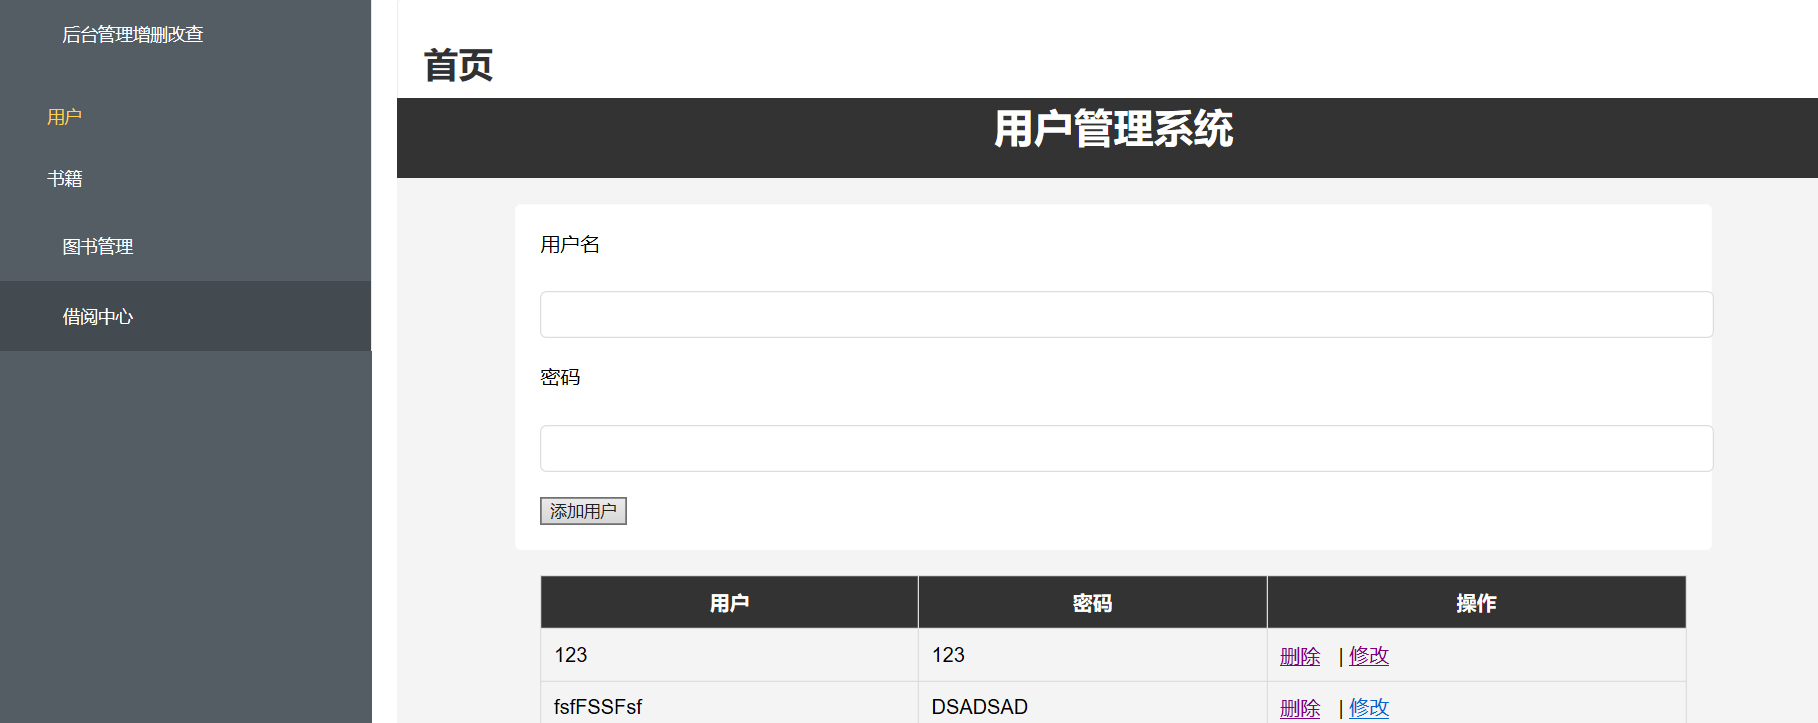 后台管理增删改查
用户
书籍
图书管理
借阅中心
首页
用户管理系统
用户名
密码
添加用户
用户 密码 操作
123 123 删除 | 修改
fsfFSSFsf DSADSAD 删除 | 修改